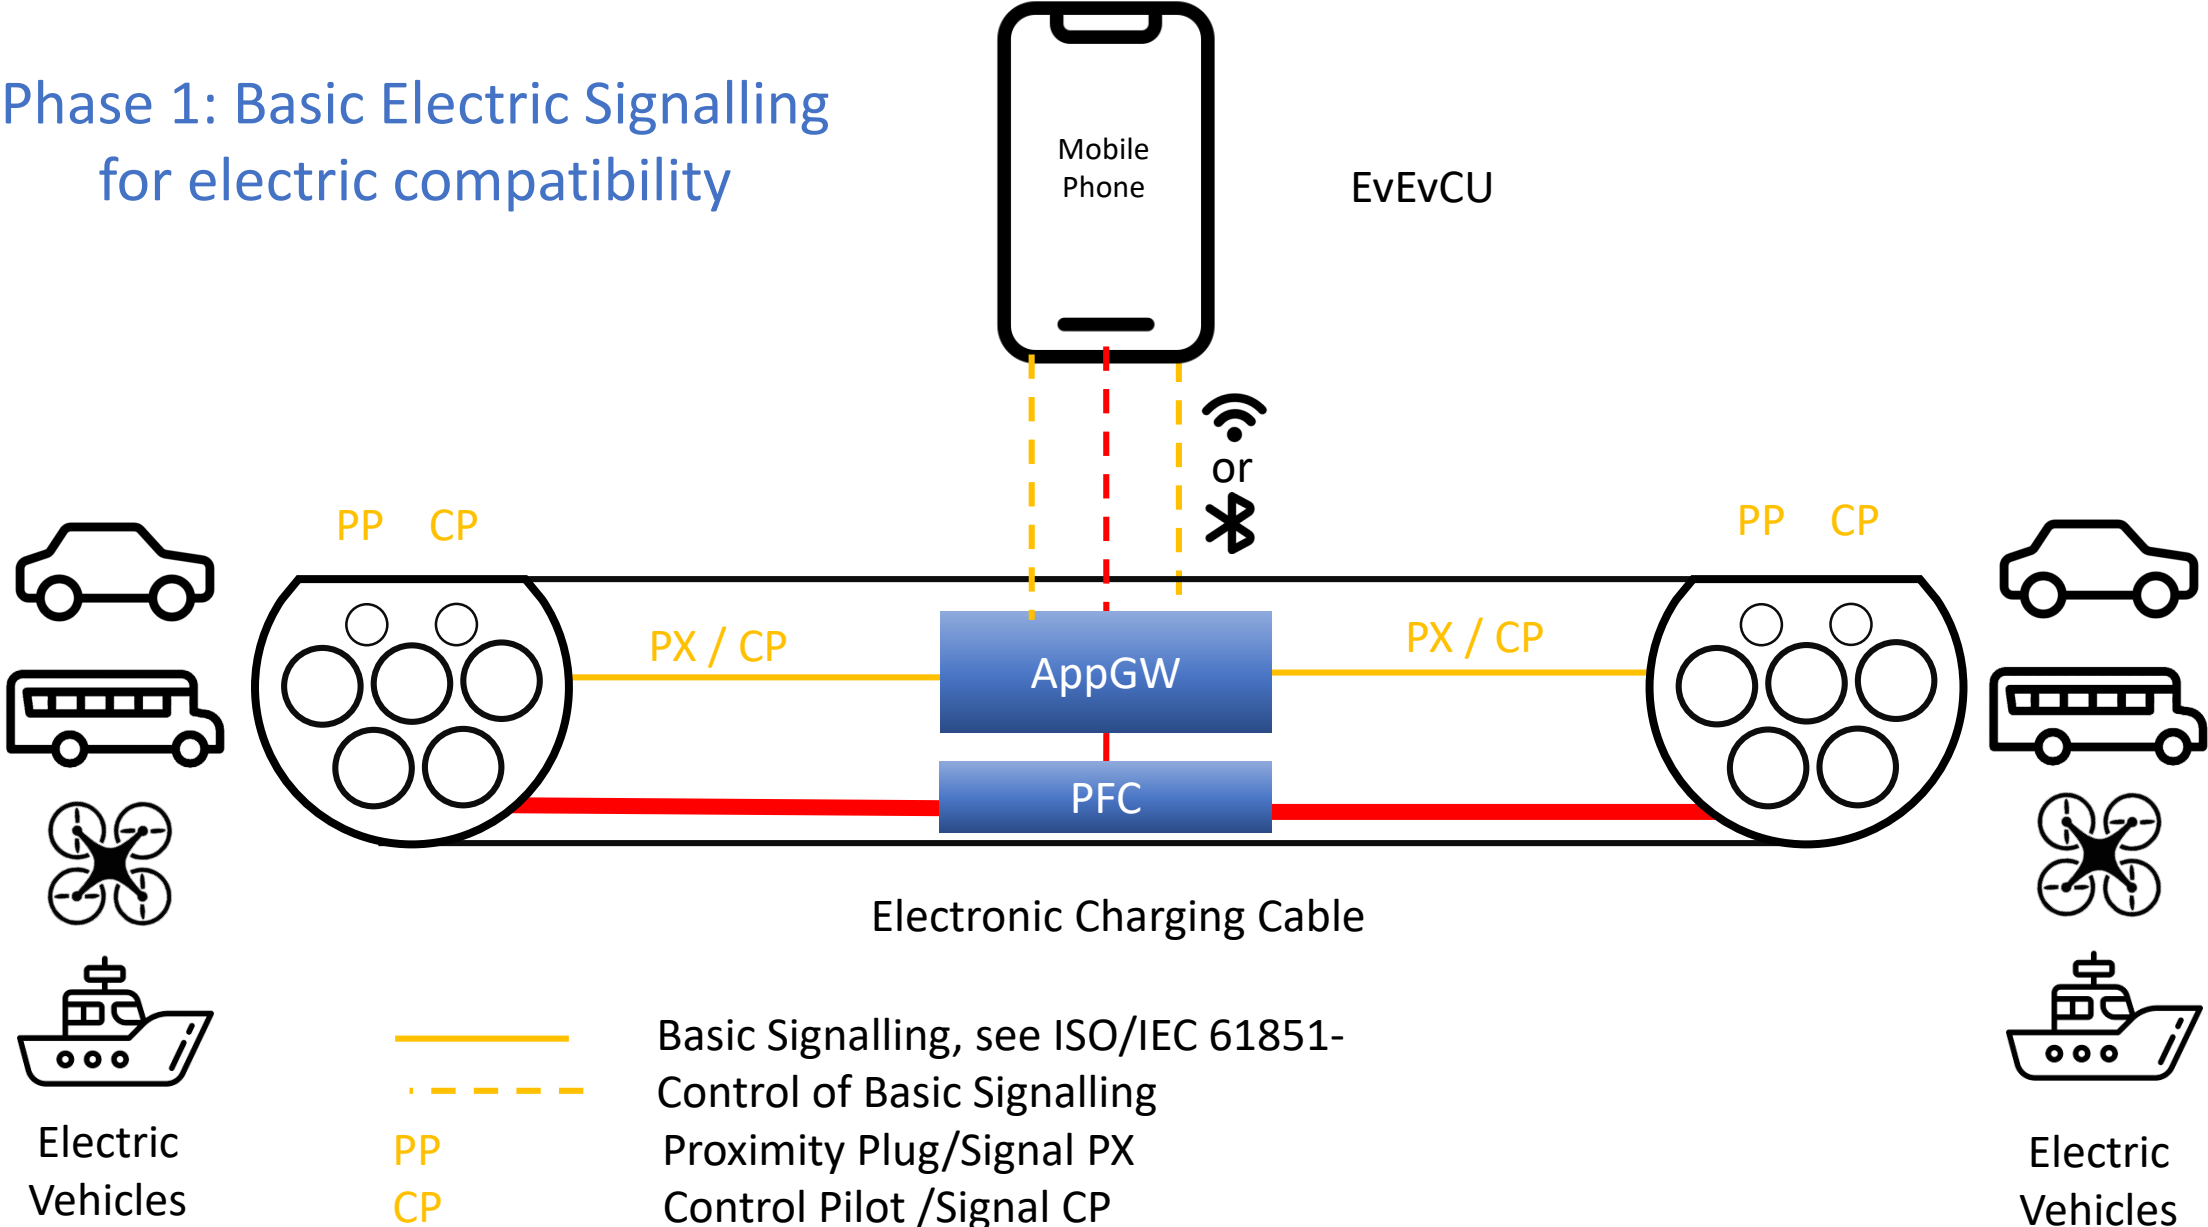 Phase 1: Basic Electric Signalling
for electric compatibility
Mobile
Phone
EvEvCU
or
PP CP
PP CP
PX / CP
AppGW
PX / CP
PFC
Electronic Charging Cable
Basic Signalling, see ISO/IEC 61851-
Control of Basic Signalling
PP Proximity Plug/Signal PX
CP Control Pilot /Signal CP
Electric
Vehicles
Electric
Vehicles